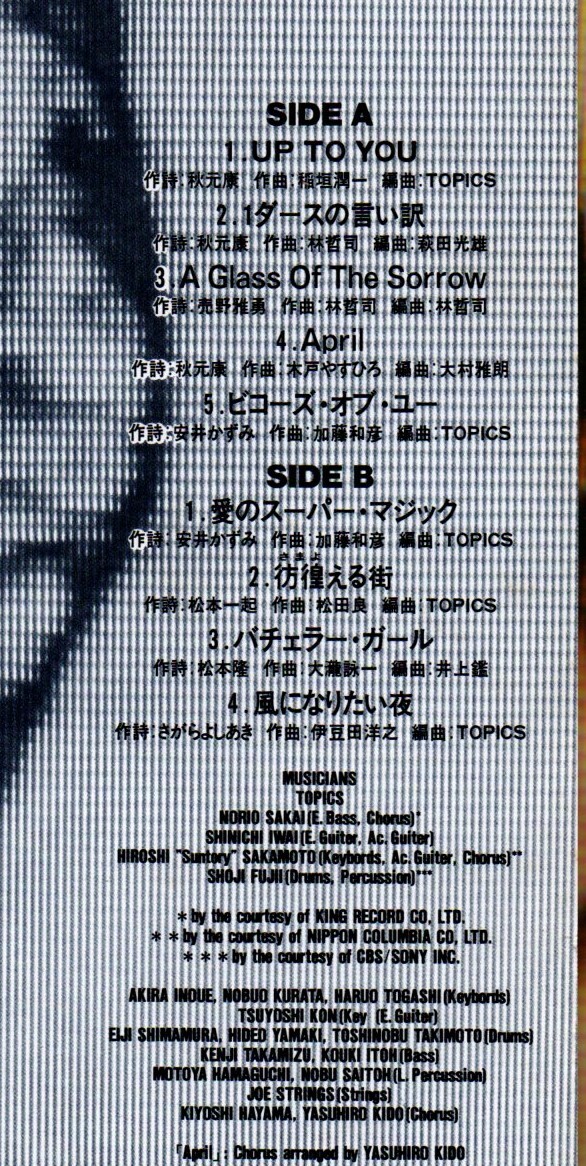 SIDE A
1.UP TO YOU
作詩:秋元康 作曲:稲垣潤一 編曲:TOPICS
2.1ダースの言い訳
作詩:秋元康 作曲:林哲司 編曲:萩田光雄
3.A Glass Of The Sorrow
作詩:売野雅勇 作曲:林哲司 編曲:林哲司
4.April
作詩:秋元康 作曲:木戸やすひろ 編曲:大村雅朗
5.ビコーズ・オブ・ユー
作詩:安井かずみ 作曲:加藤和彦 編曲:TOPICS
SIDE B
1.愛のスーパー・マジック
作詩:安井かずみ 作曲:加藤和彦 編曲:TOPICS
さまよ
2.彷徨える街
作詩:松本一起 作曲:松田良 編曲:TOPICS
3.バチェラー・ガール
作詩:松本隆 作曲:大瀧詠一 編曲:井上鑑
4.風になりたい夜
作詩:さがらよしあき 作曲:伊豆田洋之 編曲:TOPICS
MUSICIANS
TOPICS
NORIO SAKAI(E. Bass, Chorus)*
SHINICHI IWAI(E. Guiter, Ac. Guiter)
HIROSHI "Suntory" SAKAMOTO(Keybords, Ac. Guiter, Chorus)**
SHOJI FUJII(Drums, Percussion)***
*by the courtesy of KING RECORD CO, LTD.
**by the courtesy of NIPPON COLUMBIA CO, LTD.
***by the courtesy of CBS/SONY INC.
AKIRA INOUE, NOBUO KURATA, HARUO TOGASHI(Keybords)
TSUYOSHI KON(Key (E. Guiter)
EIJI SHIMAMURA, HIDEO YAMAKI, TOSHINOBU TAKIMOTO(Drums)
KENJI TAKAMIZU, KOUKI ITOH(Bass)
MOTOYA HAMAGUCHI, NOBU SAITOH(L. Percussion)
JOE STRINGS(Strings)
KIYOSHI HAYAMA, YASUHIRO KIDO(Chorus)
「April」: Chorus arranged by YASUHIRO KIDO